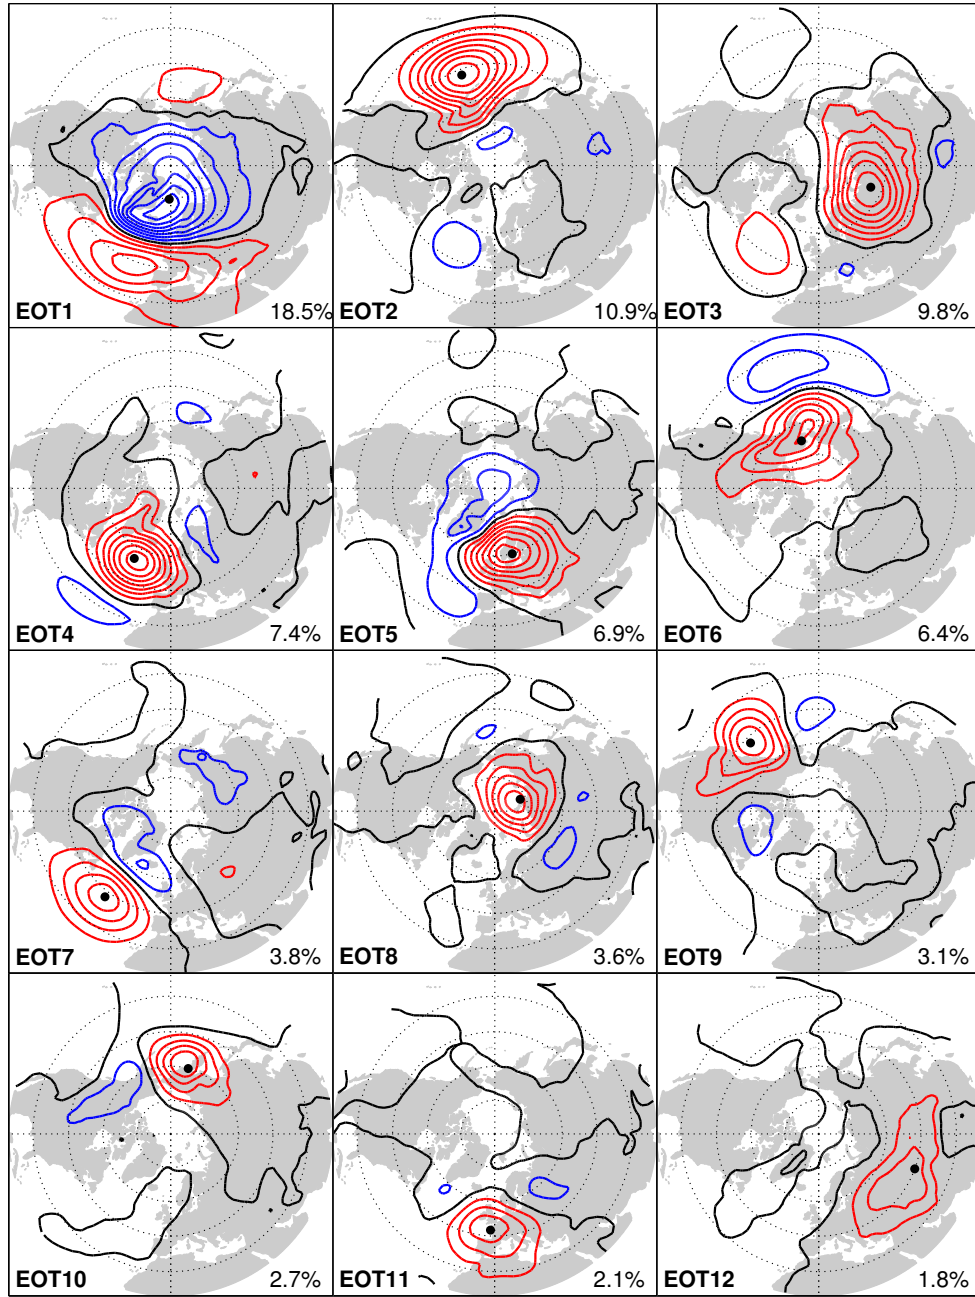 EOT1 18.5%
EOT2 10.9%
EOT3 9.8%
EOT4 7.4%
EOT5 6.9%
EOT6 6.4%
EOT7 3.8%
EOT8 3.6%
EOT9 3.1%
EOT10 2.7%
EOT11 2.1%
EOT12 1.8%